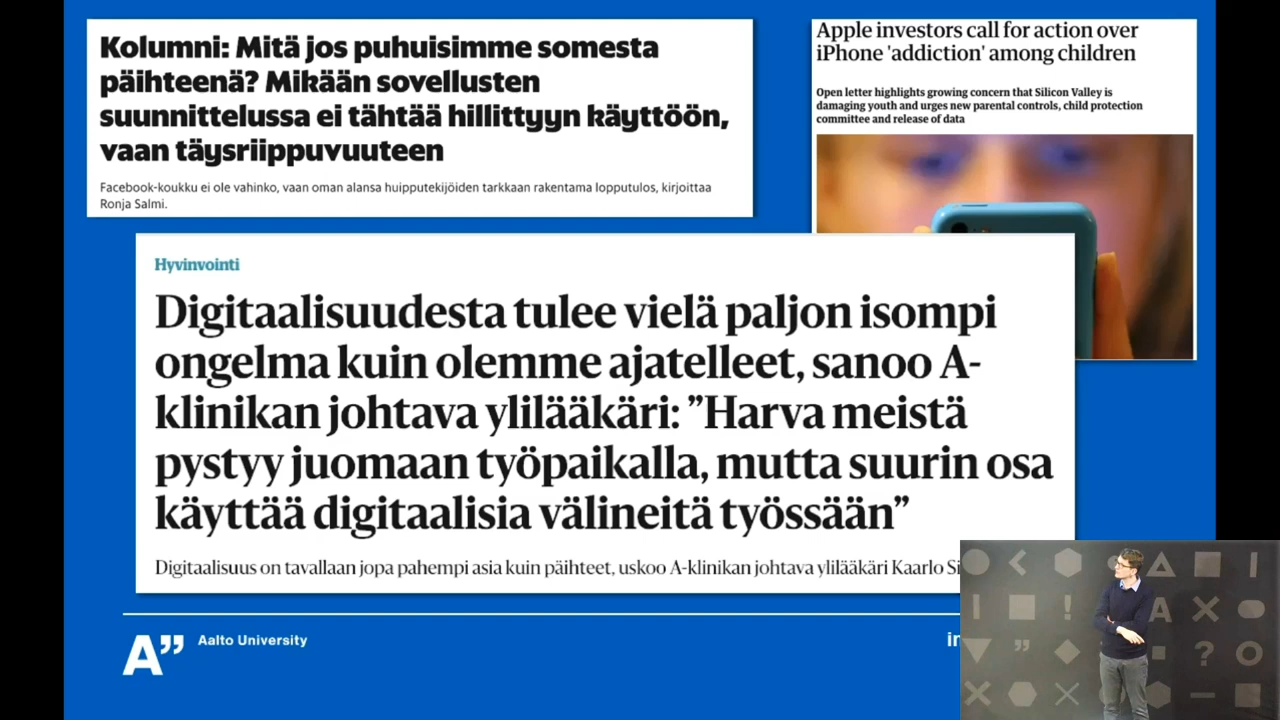 Kolumni: Mitä jos puhuisimme somesta
päihteenä? Mikään sovellusten
suunnittelussa ei tähtää hillittyyn käyttöön,
vaan täysriippuvuuteen
Facebook-koukku ei ole vahinko, vaan oman alansa huipputekijöiden tarkkaan rakentama lopputulos, kirjoittaa
Ronja Salmi.
Apple investors call for action over
iPhone 'addiction' among children
Open letter highlights growing concern that Silicon Valley is
damaging youth and urges new parental controls, child protection
committee and release of data
Hyvinvointi
Digitaalisuudesta tulee vielä paljon isompi
ongelma kuin olemme ajatelleet, sanoo A-
klinikan johtava ylilääkäri: ”Harva meistä
pystyy juomaan työpaikalla, mutta suurin osa
käyttää digitaalisia välineitä työssään”
Digitaalisuus on tavallaan jopa pahempi asia kuin päihteet, uskoo A-klinikan johtava ylilääkäri Kaarlo
A” Aalto University